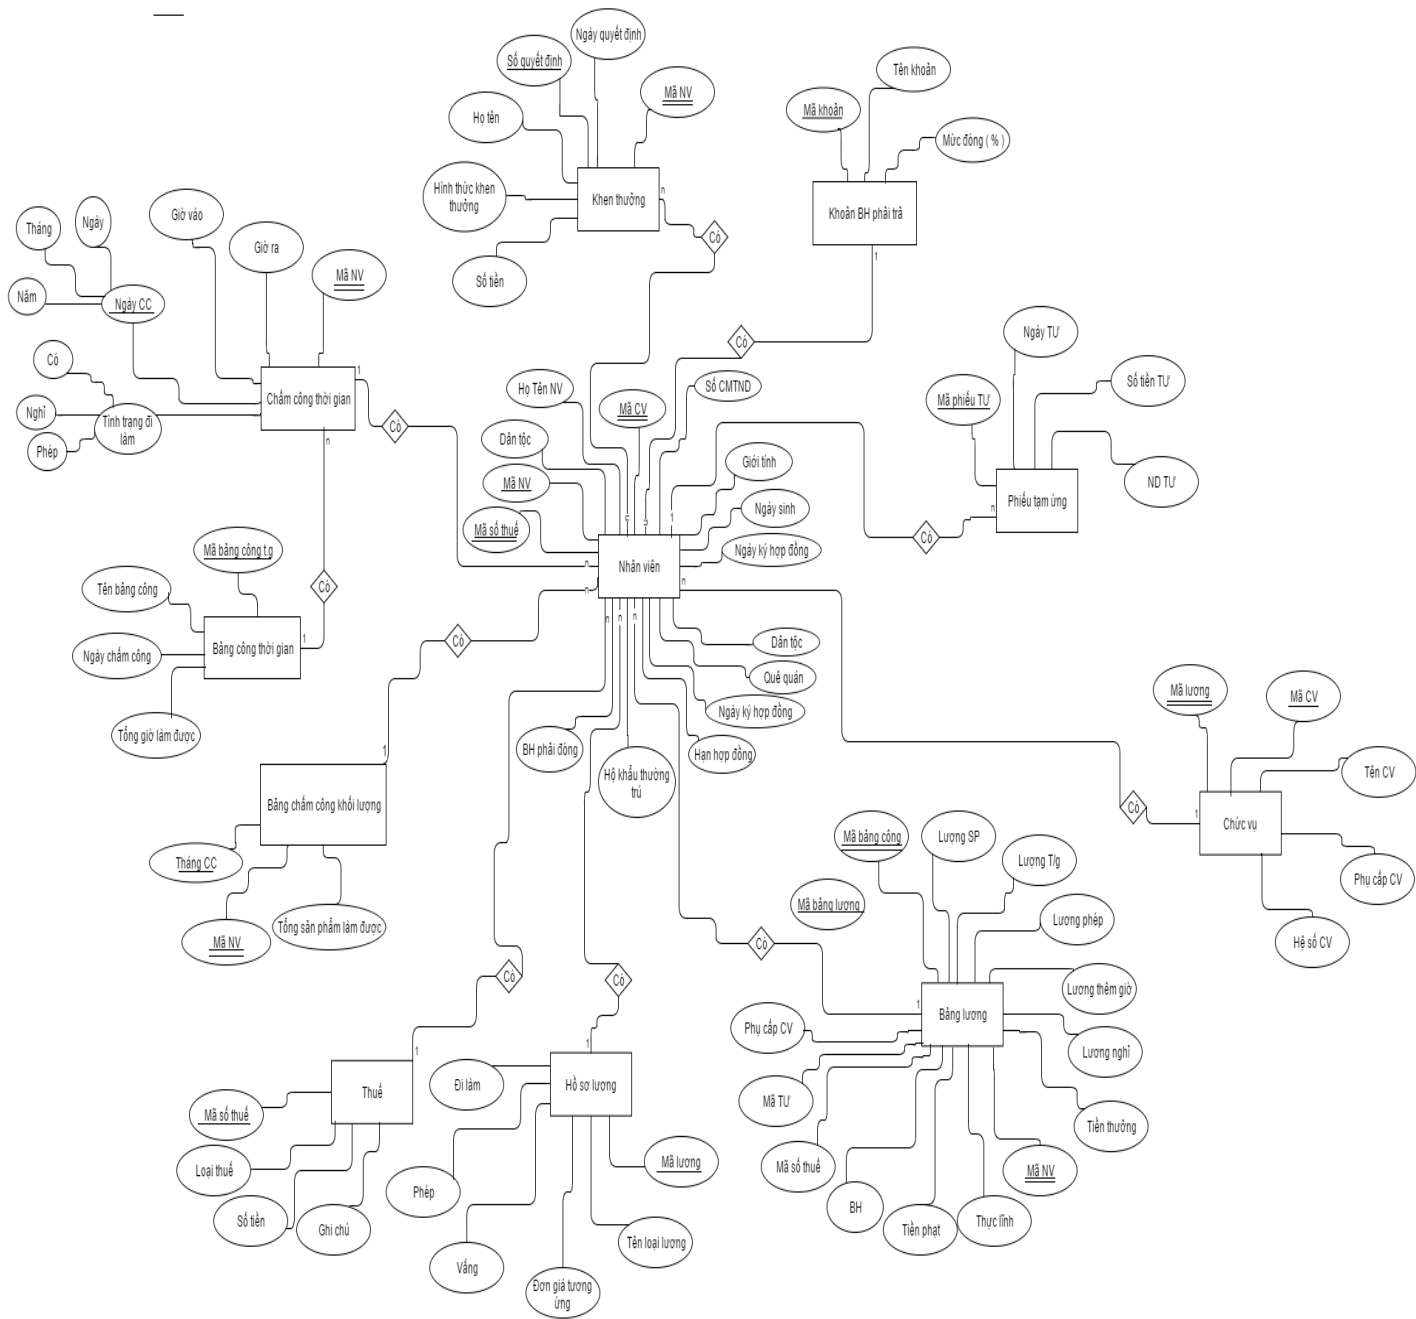 Ngày quyết định
Số quyết định
Mã NV
Họ tên
Hình thức khen
thưởng
Số tiền
Khen thưởng
n
Có
Tên khoản
Mã khoản
Mức đóng ( % )
Khoản BH phải trả
1
Có
Tháng
Ngày
Năm
Ngày CC
Giờ vào
Giờ ra
Mã NV
Có
Nghỉ
Phép
Tình trạng đi
làm
Chấm công thời gian
1
n
Có
Ngày TƯ
Mã phiếu TƯ
Số tiền TƯ
ND TƯ
Phiếu tạm ứng
n
Có
Họ Tên NV
Mã CV
Số CMTND
Dân tộc
Mã NV
Mã số thuế
Giới tính
Ngày sinh
Ngày ký hợp đồng
Nhân viên
n
n
1
n
n
n
n
n
n
Dân tộc
Quê quán
Ngày ký hợp đồng
Hạn hợp đồng
BH phải đóng
Hộ khẩu thường
trú
Mã bảng công t.g
Tên bảng công
Ngày chấm công
Tổng giờ làm được
Bảng công thời gian
1
Có
Có
1
Bảng chấm công khối lượng
Tháng CC
Mã NV
Tổng sản phẩm làm được
Mã lương
Mã CV
Tên CV
Phụ cấp CV
Hệ số CV
Chức vụ
1
Có
Mã bảng công
Lượng SP
Lượng T/g
Mã bảng lương
Lương phép
Lương thêm giờ
Lương nghỉ
Tiền thưởng
Mã NV
Thực lĩnh
Tiền phạt
BH
Mã số thuế
Mã TƯ
Phụ cấp CV
Bảng lương
1
Có
Có
1
Thuế
Mã số thuế
Loại thuế
Số tiền
Ghi chú
Có
1
Hồ sơ lương
Đi làm
Phép
Vắng
Đơn giá tương
ứng
Tên loại lương
Mã lương